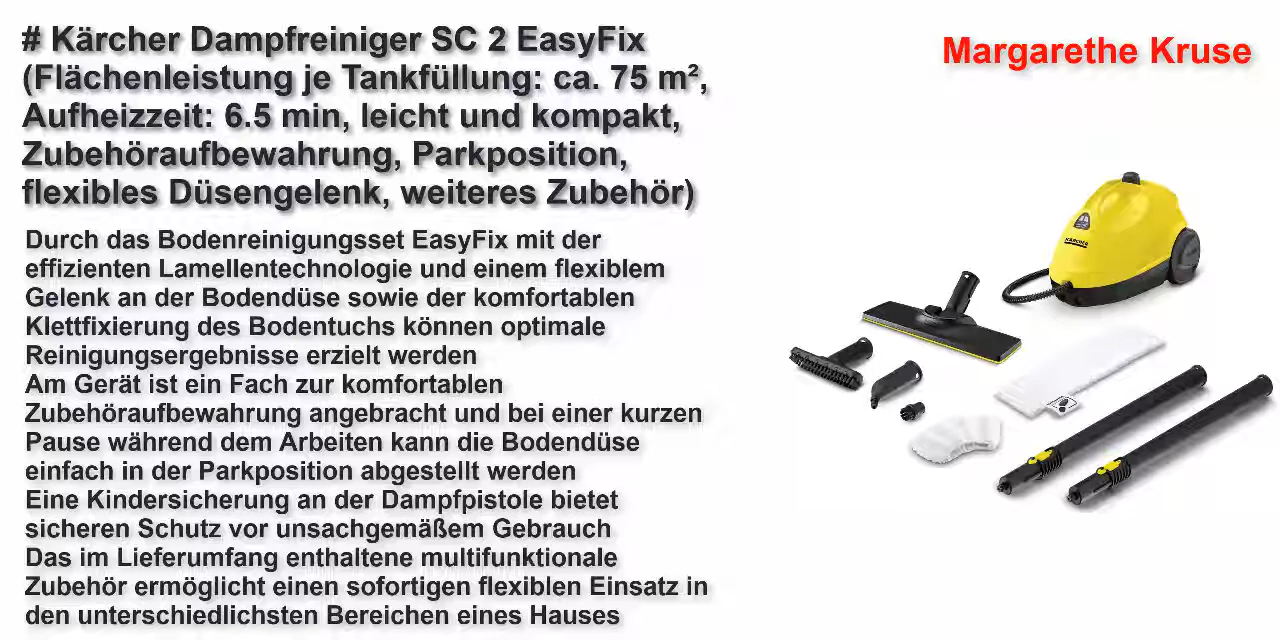 # Kärcher Dampfreiniger SC 2 EasyFix
(Flächenleistung je Tankfüllung: ca. 75 m²,
Aufheizzeit: 6.5 min, leicht und kompakt,
Zubehöraufbewahrung, Parkposition,
flexibles Düsengelenk, weiteres Zubehör)
Margarethe Kruse
Durch das Bodenreinigungsset EasyFix mit der
effizienten Lamellentechnologie und einem flexiblem
Gelenk an der Bodendüse sowie der komfortablen
Klettfixierung des Bodentuchs können optimale
Reinigungsergebnisse erzielt werden
Am Gerät ist ein Fach zur komfortablen
Zubehöraufbewahrung angebracht und bei einer kurzen
Pause während dem Arbeiten kann die Bodendüse
einfach in der Parkposition abgestellt werden
Eine Kindersicherung an der Dampfpistole bietet
sicheren Schutz vor unsachgemäßem Gebrauch
Das im Lieferumfang enthaltene multifunktionale
Zubehör ermöglicht einen sofortigen flexiblen Einsatz in
den unterschiedlichsten Bereichen eines Hauses
KÄRCHER